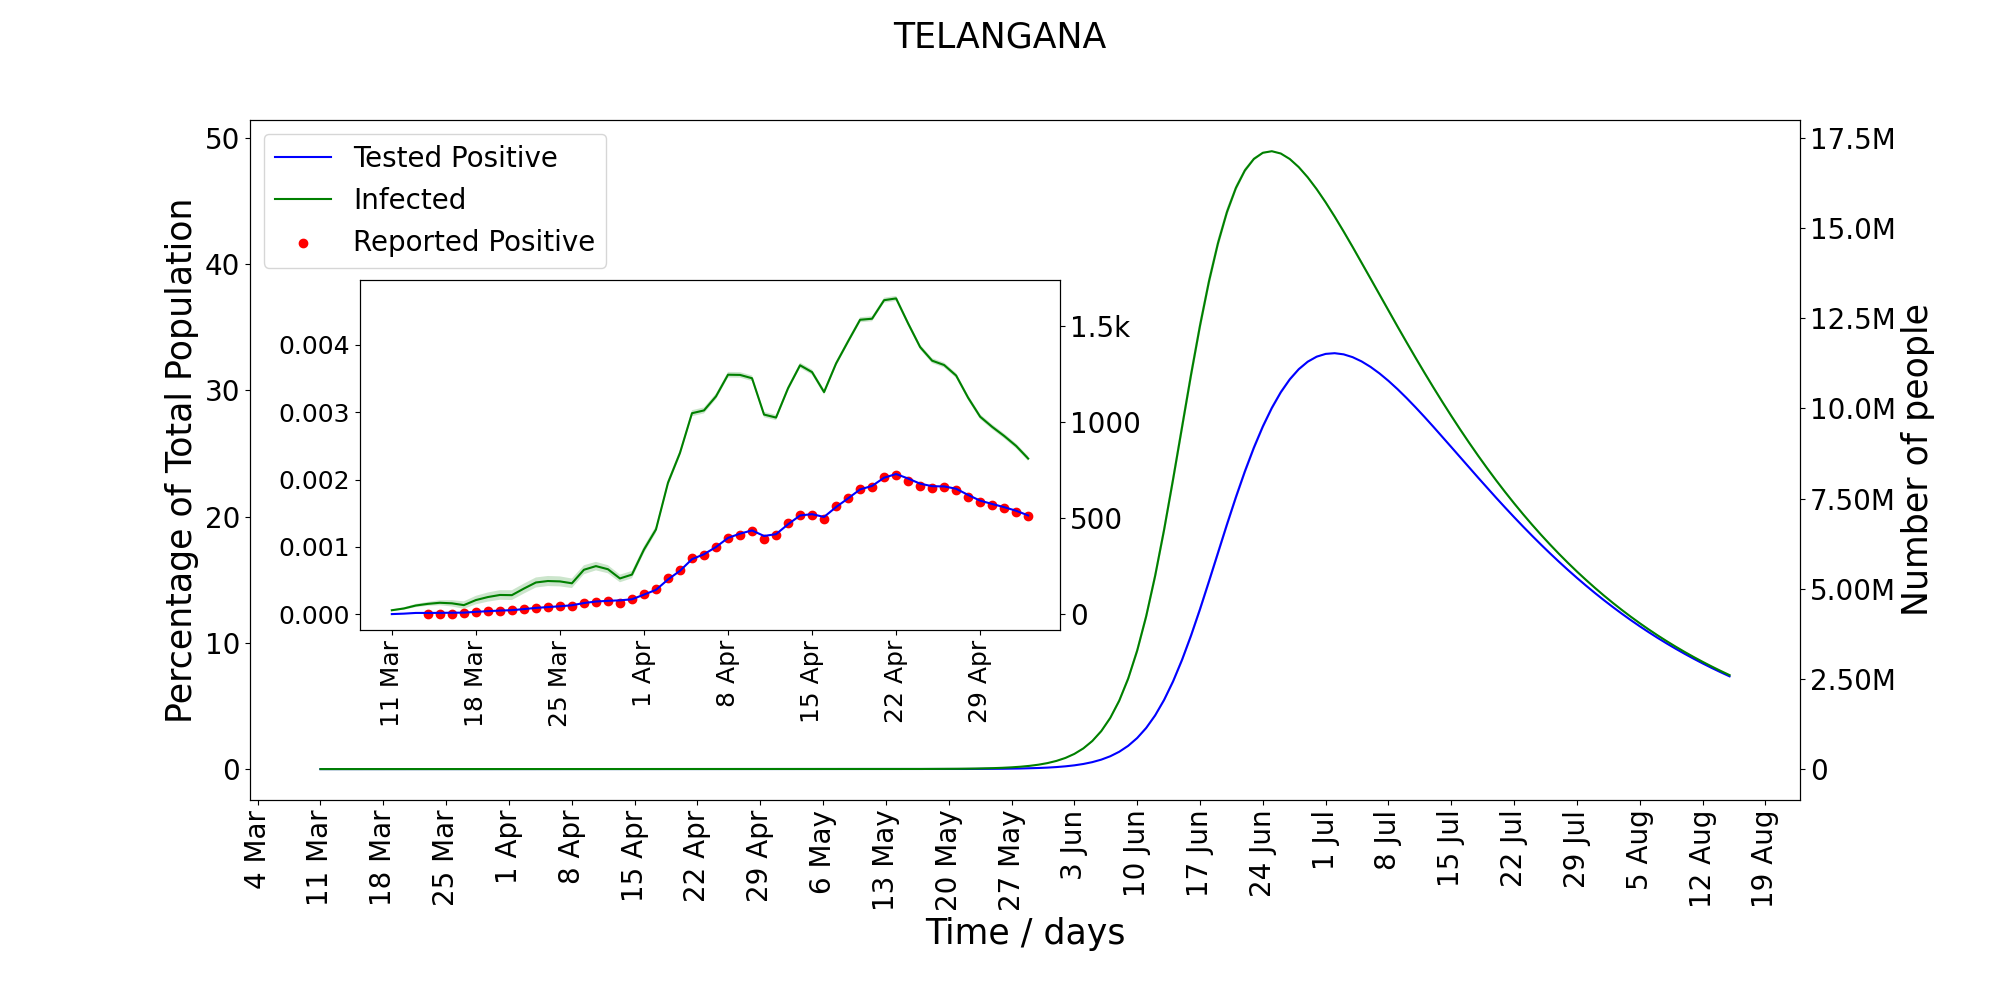 TELANGANA
Tested Positive
Infected
Reported Positive
Percentage of Total Population
50
40
30
20
10
0
17.5M
15.0M
12.5M
10.0M
7.50M
5.00M
2.50M
0
Number of people
0.004
0.003
0.002
0.001
0.000
1.5k
1000
500
0
11 Mar
18 Mar
25 Mar
1 Apr
8 Apr
15 Apr
22 Apr
29 Apr
4 Mar
11 Mar
18 Mar
25 Mar
1 Apr
8 Apr
15 Apr
22 Apr
29 Apr
6 May
13 May
20 May
27 May
3 Jun
10 Jun
17 Jun
24 Jun
1 Jul
8 Jul
15 Jul
22 Jul
29 Jul
5 Aug
12 Aug
19 Aug
Time / days